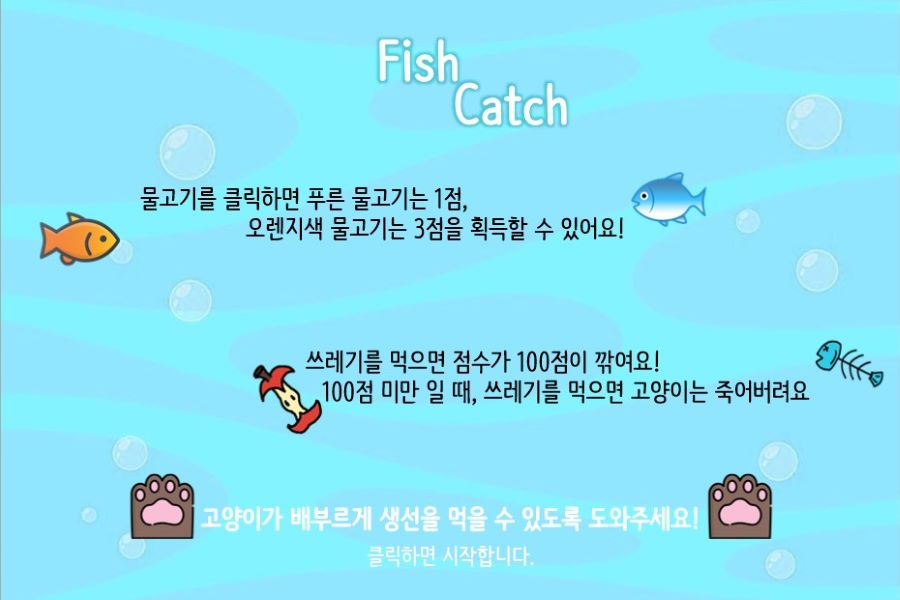 Fish
Catch
물고기를 클릭하면 푸른 물고기는 1점,
오렌지색 물고기는 3점을 획득할 수 있어요!
쓰레기를 먹으면 점수가 100점이 깎여요!
100점 미만 일 때, 쓰레기를 먹으면 고양이는 죽어버려요
고양이가 배부르게 생선을 먹을 수 있도록 도와주세요!
클릭하면 시작합니다.